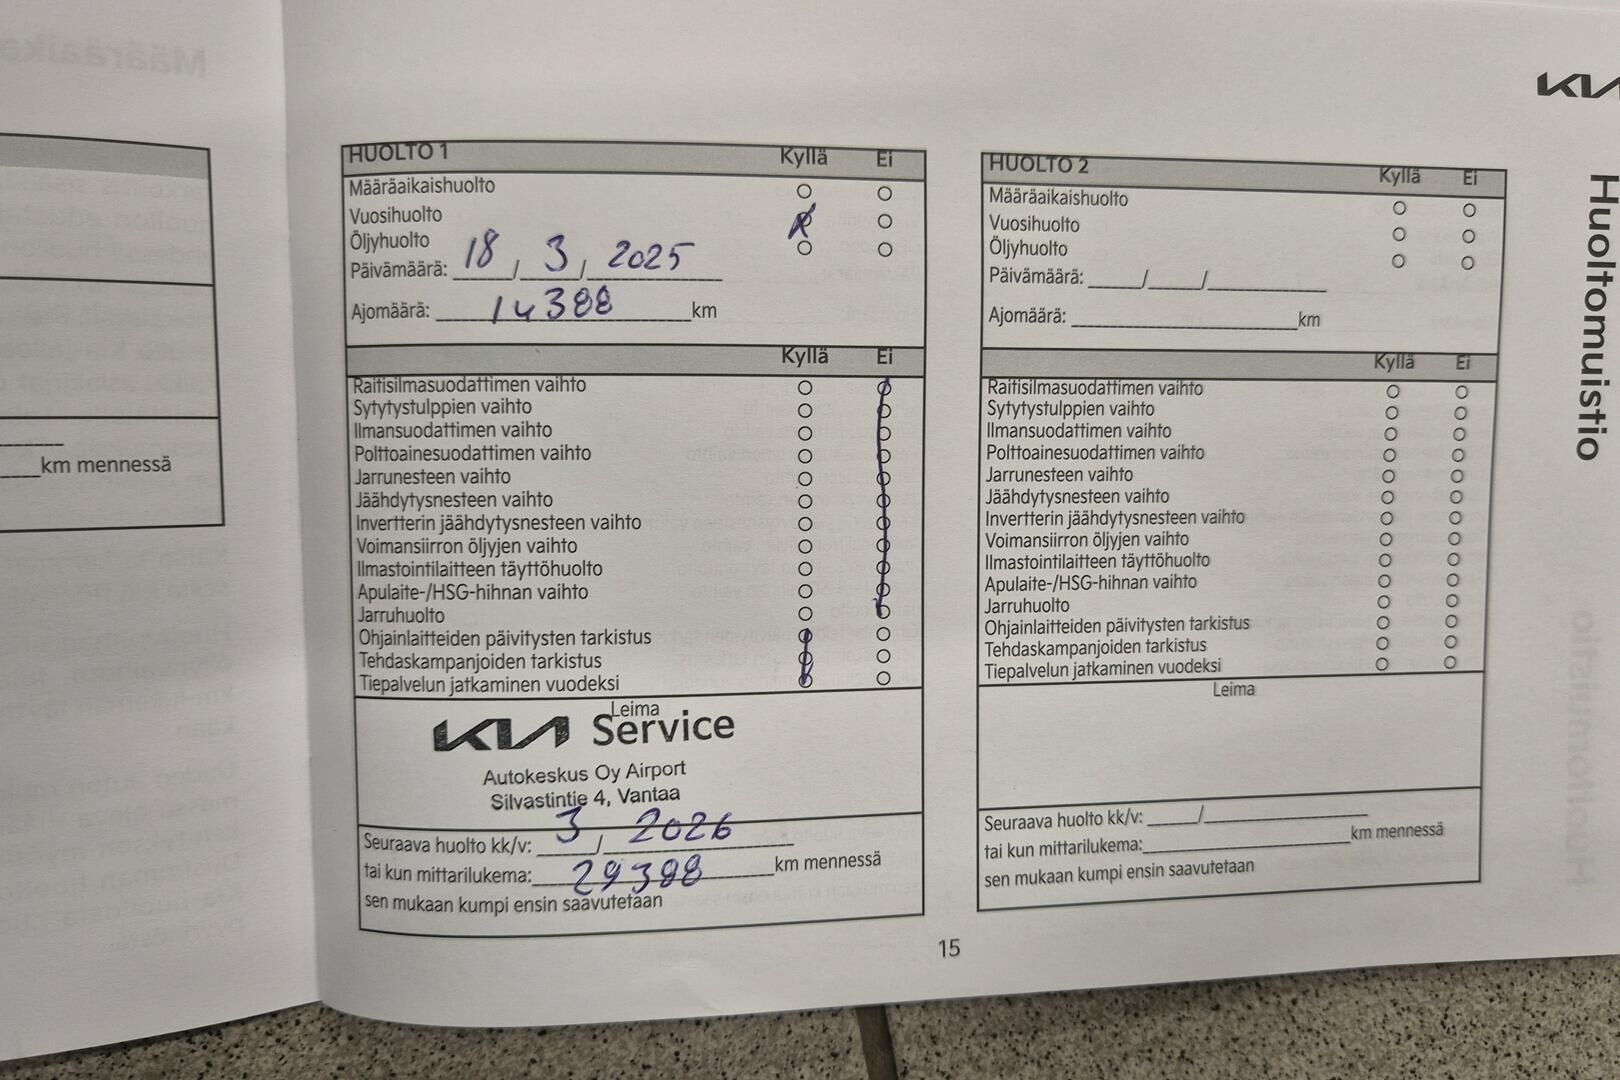 km mennessä
HUOLTO 1 Kyllä Ei
Määräaikaishuolto
Vuosihuolto
Öljyhuolto
Päivämäärä: 18 / 3 / 2025
Ajomäärä: 14388 km
Kyllä Ei
Raitisilmasuodattimen vaihto
Sytytystulppien vaihto
Ilmansuodattimen vaihto
Polttoainesuodattimen vaihto
Jarrunesteen vaihto
Jäähdytysnesteen vaihto
Invertterin jäähdytysnesteen vaihto
Voimansiirron öljyjen vaihto
Ilmastointilaitteen täyttöhuolto
Apulaite-/HSG-hihnan vaihto
Jarruhuolto
Ohjainlaitteiden päivitysten tarkistus
Tehdaskampanjoiden tarkistus
Tiepalvelun jatkaminen vuodeksi
Leima
KIA Service
Autokeskus Oy Airport
Silvastintie 4, Vantaa
Seuraava huolto kk/v: 3 / 2026
tai kun mittarilukema: 29388 km mennessä
sen mukaan kumpi ensin saavutetaan
HUOLTO 2 Kyllä Ei
Määräaikaishuolto
Vuosihuolto
Öljyhuolto
Päivämäärä: / /
Ajomäärä: km
Kyllä Ei
Raitisilmasuodattimen vaihto
Sytytystulppien vaihto
Ilmansuodattimen vaihto
Polttoainesuodattimen vaihto
Jarrunesteen vaihto
Jäähdytysnesteen vaihto
Invertterin jäähdytysnesteen vaihto
Voimansiirron öljyjen vaihto
Ilmastointilaitteen täyttöhuolto
Apulaite-/HSG-hihnan vaihto
Jarruhuolto
Ohjainlaitteiden päivitysten tarkistus
Tehdaskampanjoiden tarkistus
Tiepalvelun jatkaminen vuodeksi
Leima
Seuraava huolto kk/v: /
tai kun mittarilukema: km mennessä
sen mukaan kumpi ensin saavutetaan
KIA
Huoltomuistio
15